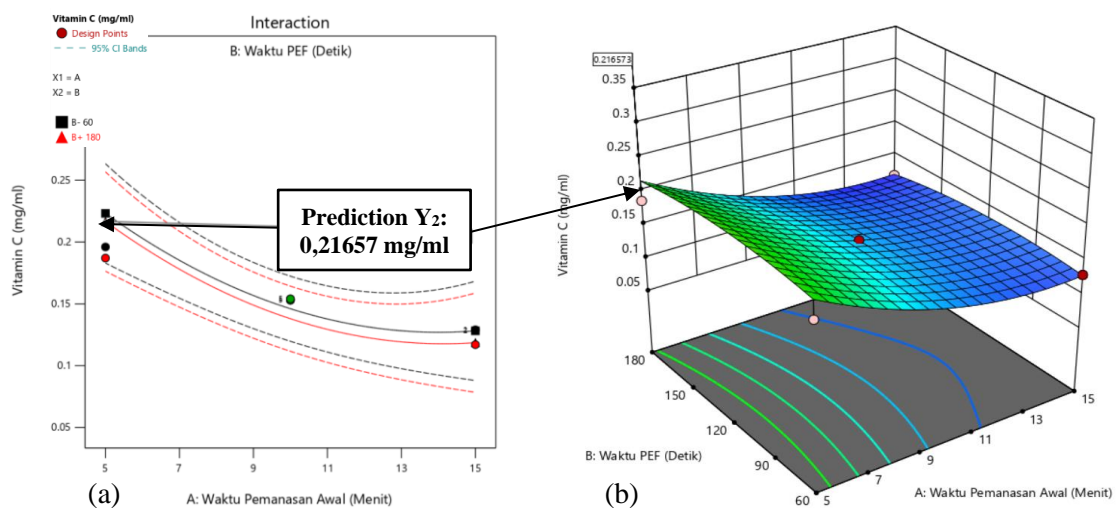 Vitamin C (mg/ml)
Design Points
95% CI Bands
X1 = A
X2 = B
B- 60
B+ 180
Interaction
B: Waktu PEF (Detik)
Vitamin C (mg/ml)
0.25
0.2
0.15
0.1
0.05
5
7
9
11
13
15
A: Waktu Pemanasan Awal (Menit)
(a)
Prediction Y₂:
0,21657 mg/ml
0.216573
0.35
0.3
0.25
0.2
0.15
0.1
0.05
Vitamin C (mg/ml)
180
150
120
90
60
B: Waktu PEF (Detik)
5
7
9
11
13
15
A: Waktu Pemanasan Awal (Menit)
(b)